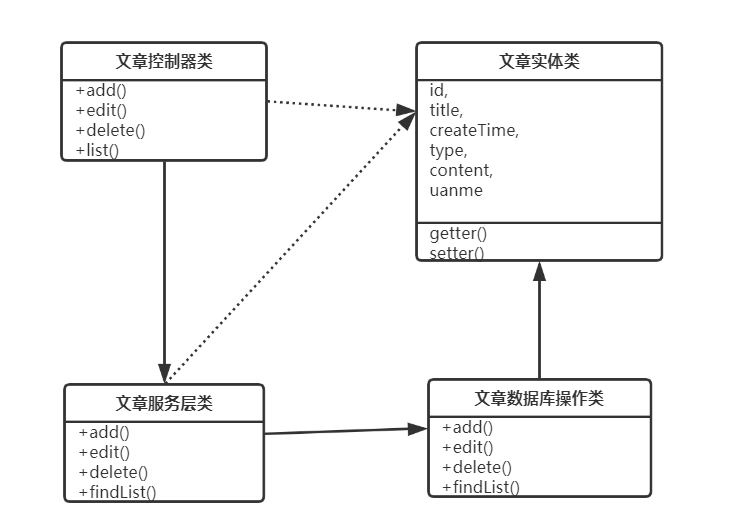 文章控制器类
+add()
+edit()
+delete()
+list()
文章实体类
id,
title,
createTime,
type,
content,
uanme
getter()
setter()
文章服务层类
+add()
+edit()
+delete()
+findList()
文章数据库操作类
+add()
+edit()
+delete()
+findList()